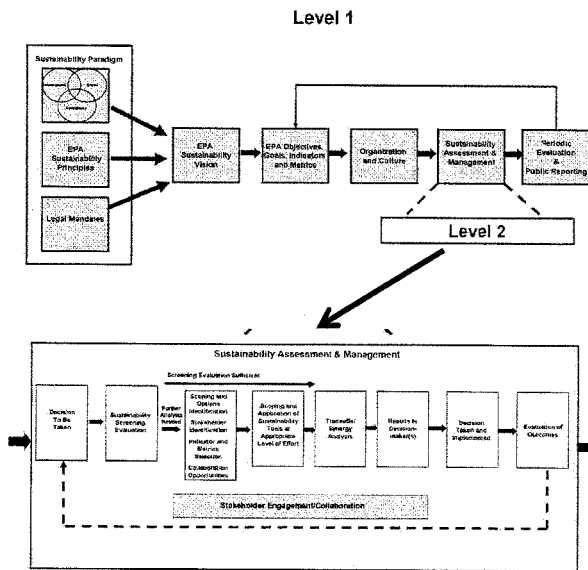 Level 1
Sustainability Paradigm
EPA
Sustainability
Principles
Legal Mandates
EPA
Sustainability
Vision
EPA Objectives,
Goals, Indicators
and Metrics
Organization
and Culture
Sustainability
Assessment &
Management
Periodic
Evaluation
&
Public Reporting
Level 2
Sustainability Assessment & Management
Screening Evaluation Sufficient
Decision
To Be
Taken
Sustainability
Screening
Evaluation
Further
Analysis
Needed
Scoping and
Options
Identification
Stakeholder
Identification
Indicator and
Metrics
Selection
Collaboration
Opportunities
Scoping and
Application of
Sustainability
Tools at
Appropriate
Level of Effort
Tradeoff/
Synergy
Analysis
Results to
Decision-
maker(s)
Decision
Taken and
Implemented
Evaluation of
Outcomes
Stakeholder Engagement/Collaboration